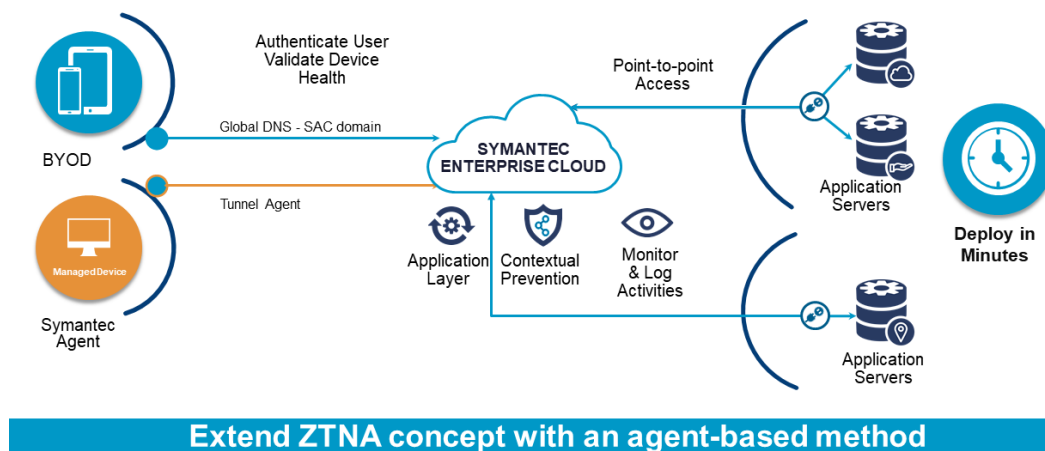 Authenticate User
Validate Device
Health
Global DNS - SAC domain
BYOD
Tunnel Agent
Managed Device
Symantec
Agent
SYMANTEC
ENTERPRISE CLOUD
Application
Layer
Contextual
Prevention
Monitor
& Log
Activities
Point-to-point
Access
Application
Servers
Application
Servers
Deploy in
Minutes
Extend ZTNA concept with an agent-based method